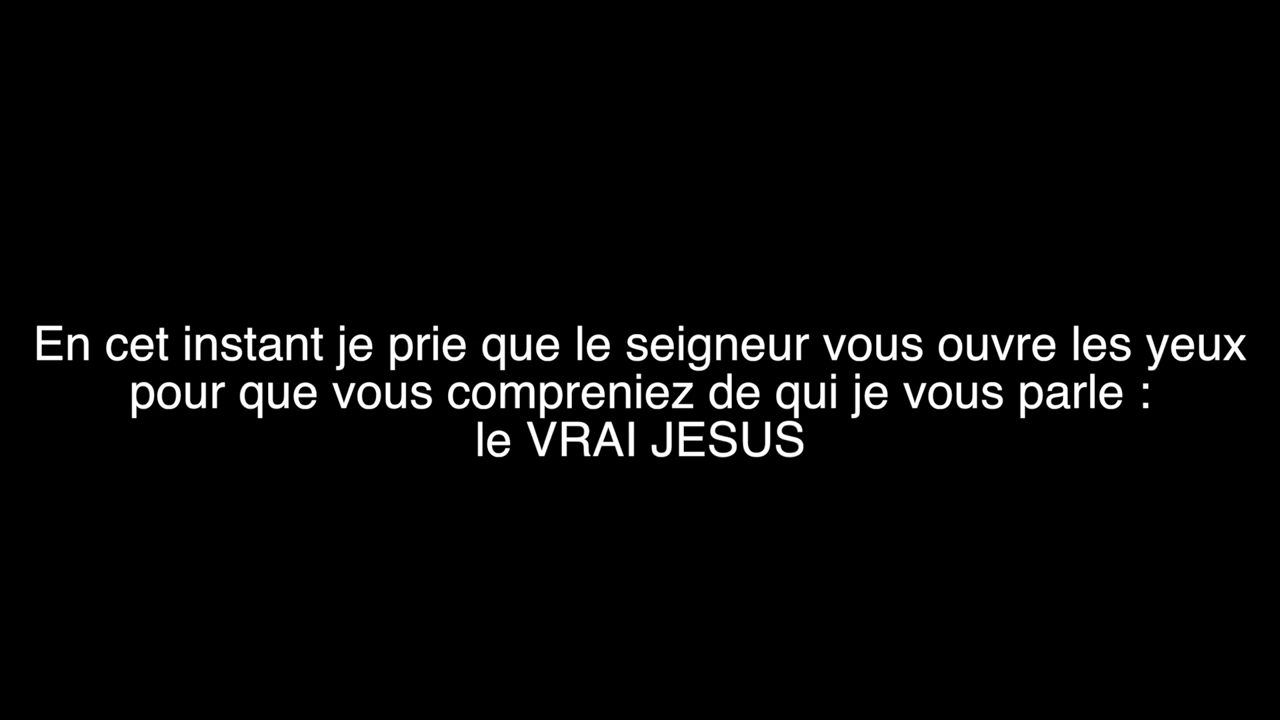 En cet instant je prie que le seigneur vous ouvre les yeux
pour que vous compreniez de qui je vous parle :
le VRAI JESUS